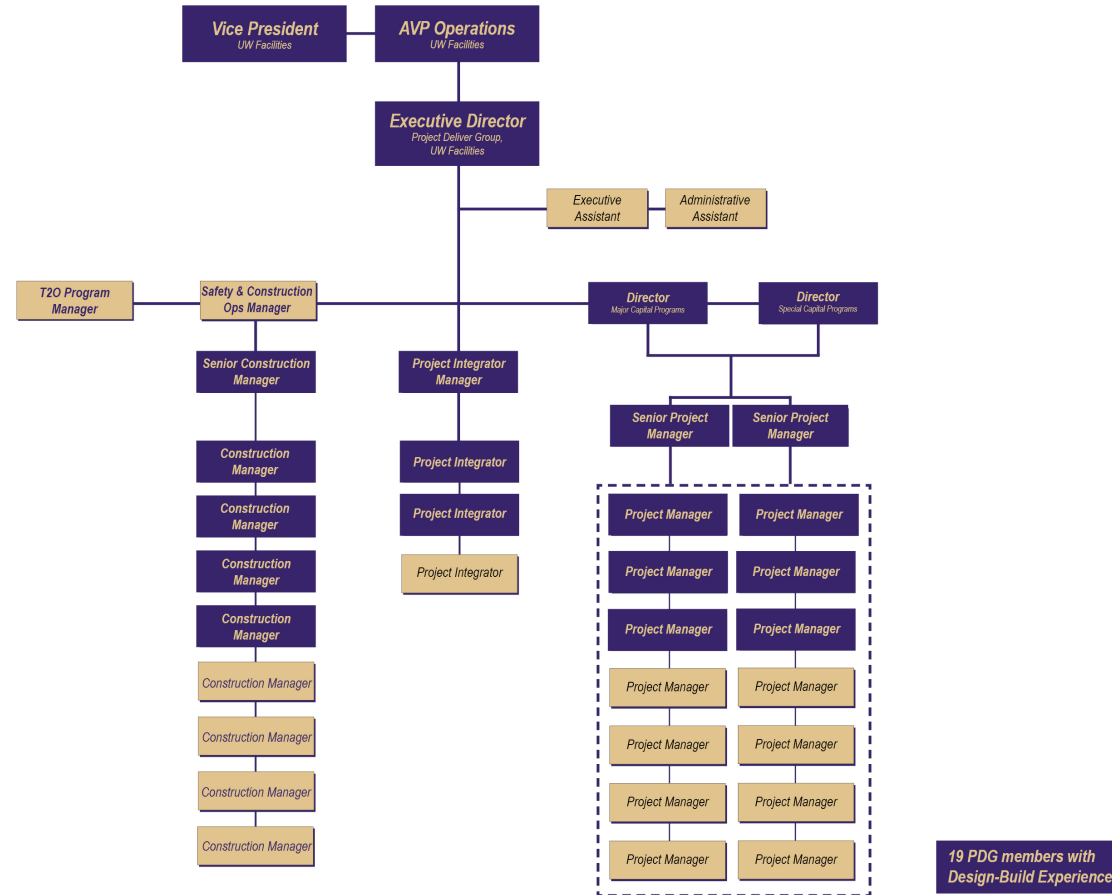 Vice President
UW Facilities
AVP Operations
UW Facilities
Executive Director
Project Deliver Group,
UW Facilities
Executive
Assistant
Administrative
Assistant
T2O Program
Manager
Safety & Construction
Ops Manager
Director
Major Capital Programs
Director
Special Capital Programs
Senior Construction
Manager
Project Integrator
Manager
Senior Project
Manager
Senior Project
Manager
Construction
Manager
Construction
Manager
Construction
Manager
Construction
Manager
Construction Manager
Construction Manager
Construction Manager
Construction Manager
Project Integrator
Project Integrator
Project Integrator
Project Manager
Project Manager
Project Manager
Project Manager
Project Manager
Project Manager
Project Manager
Project Manager
Project Manager
Project Manager
Project Manager
Project Manager
Project Manager
Project Manager
19 PDG members with
Design-Build Experience